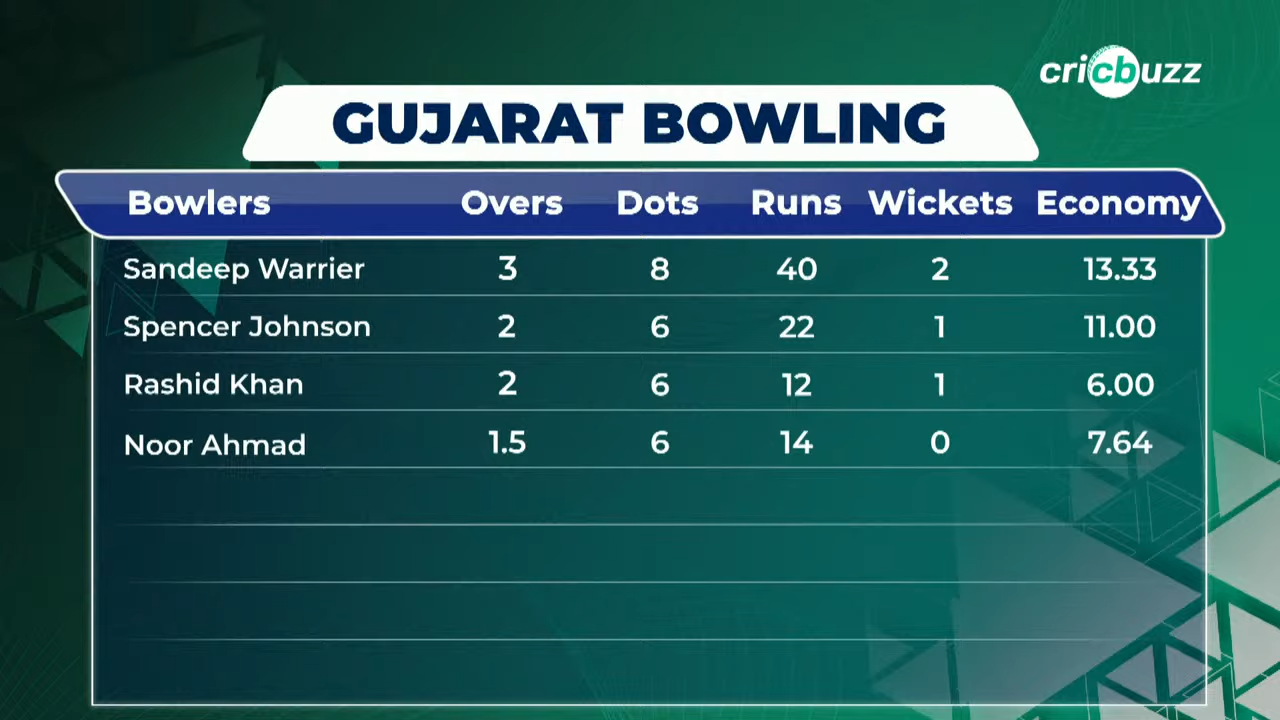 cricbuzz
GUJARAT BOWLING
Bowlers Overs Dots Runs Wickets Economy
Sandeep Warrier 3 8 40 2 13.33
Spencer Johnson 2 6 22 1 11.00
Rashid Khan 2 6 12 1 6.00
Noor Ahmad 1.5 6 14 0 7.64